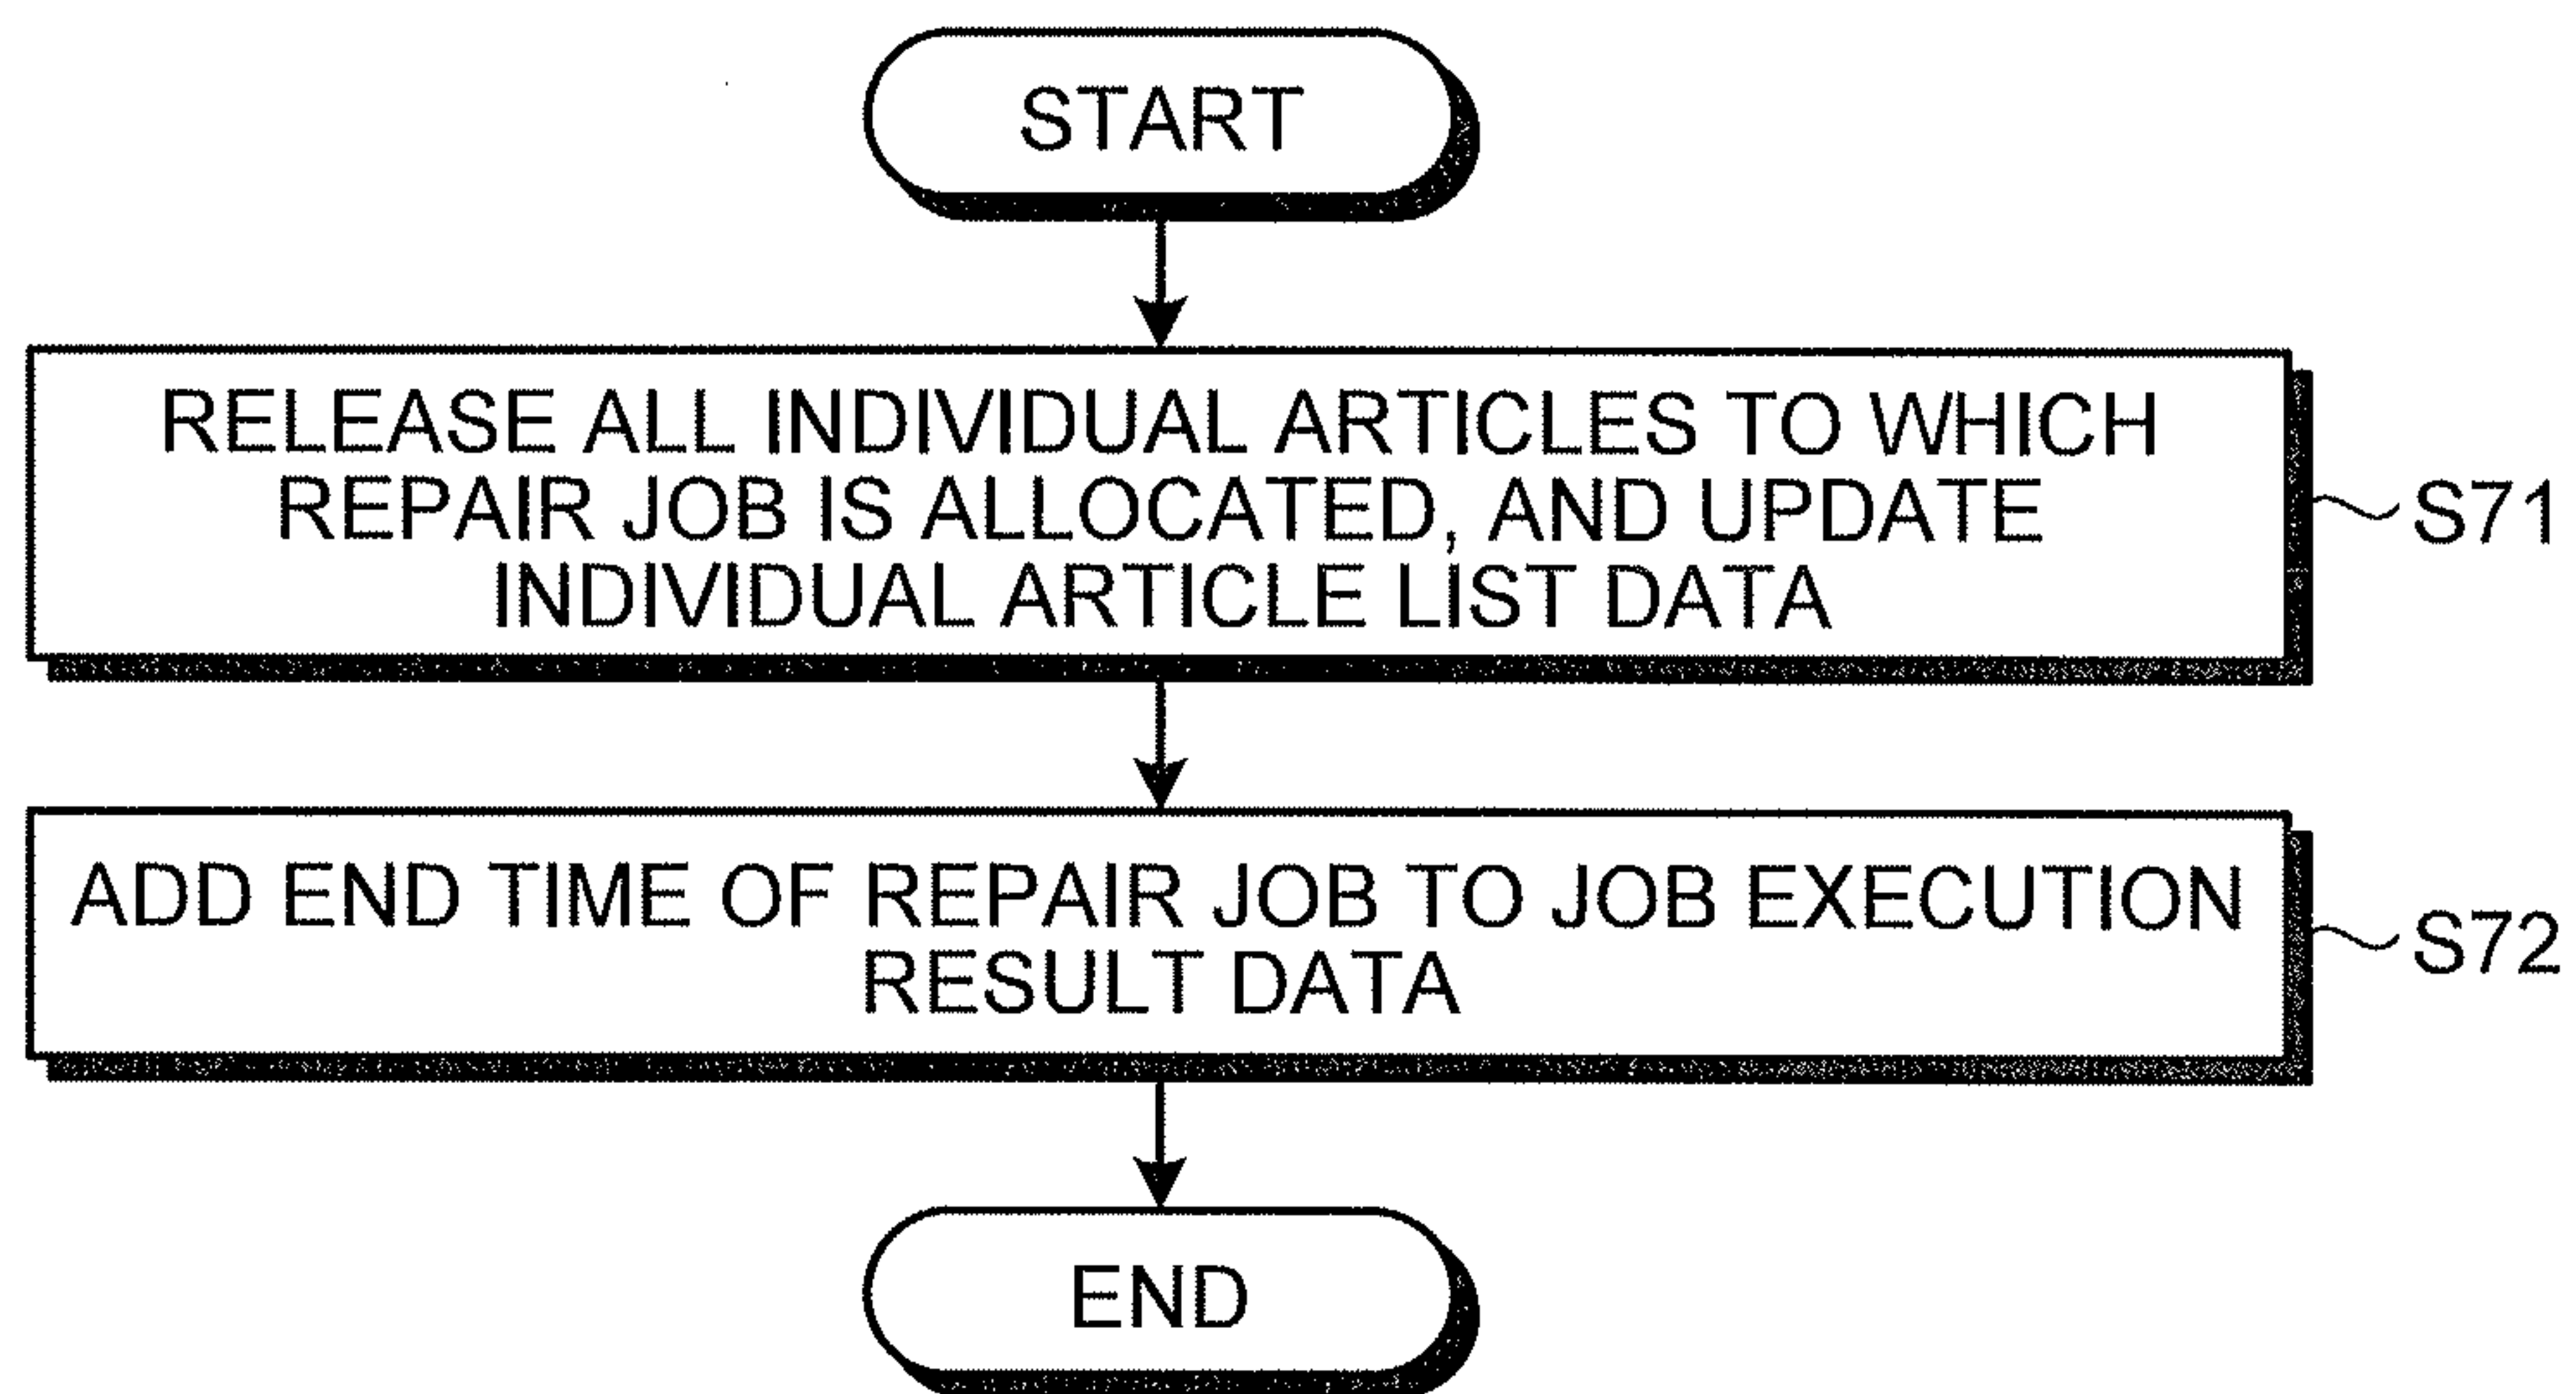 START
RELEASE ALL INDIVIDUAL ARTICLES TO WHICH
REPAIR JOB IS ALLOCATED, AND UPDATE
INDIVIDUAL ARTICLE LIST DATA
S71
ADD END TIME OF REPAIR JOB TO JOB EXECUTION
RESULT DATA
S72
END